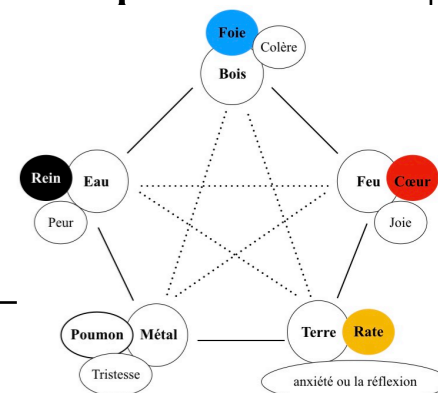 Foie
Colère
Bois
Rein
Eau
Feu
Cœur
Peur
Joie
Poumon
Métal
Terre
Rate
Tristesse
anxiété ou la réflexion